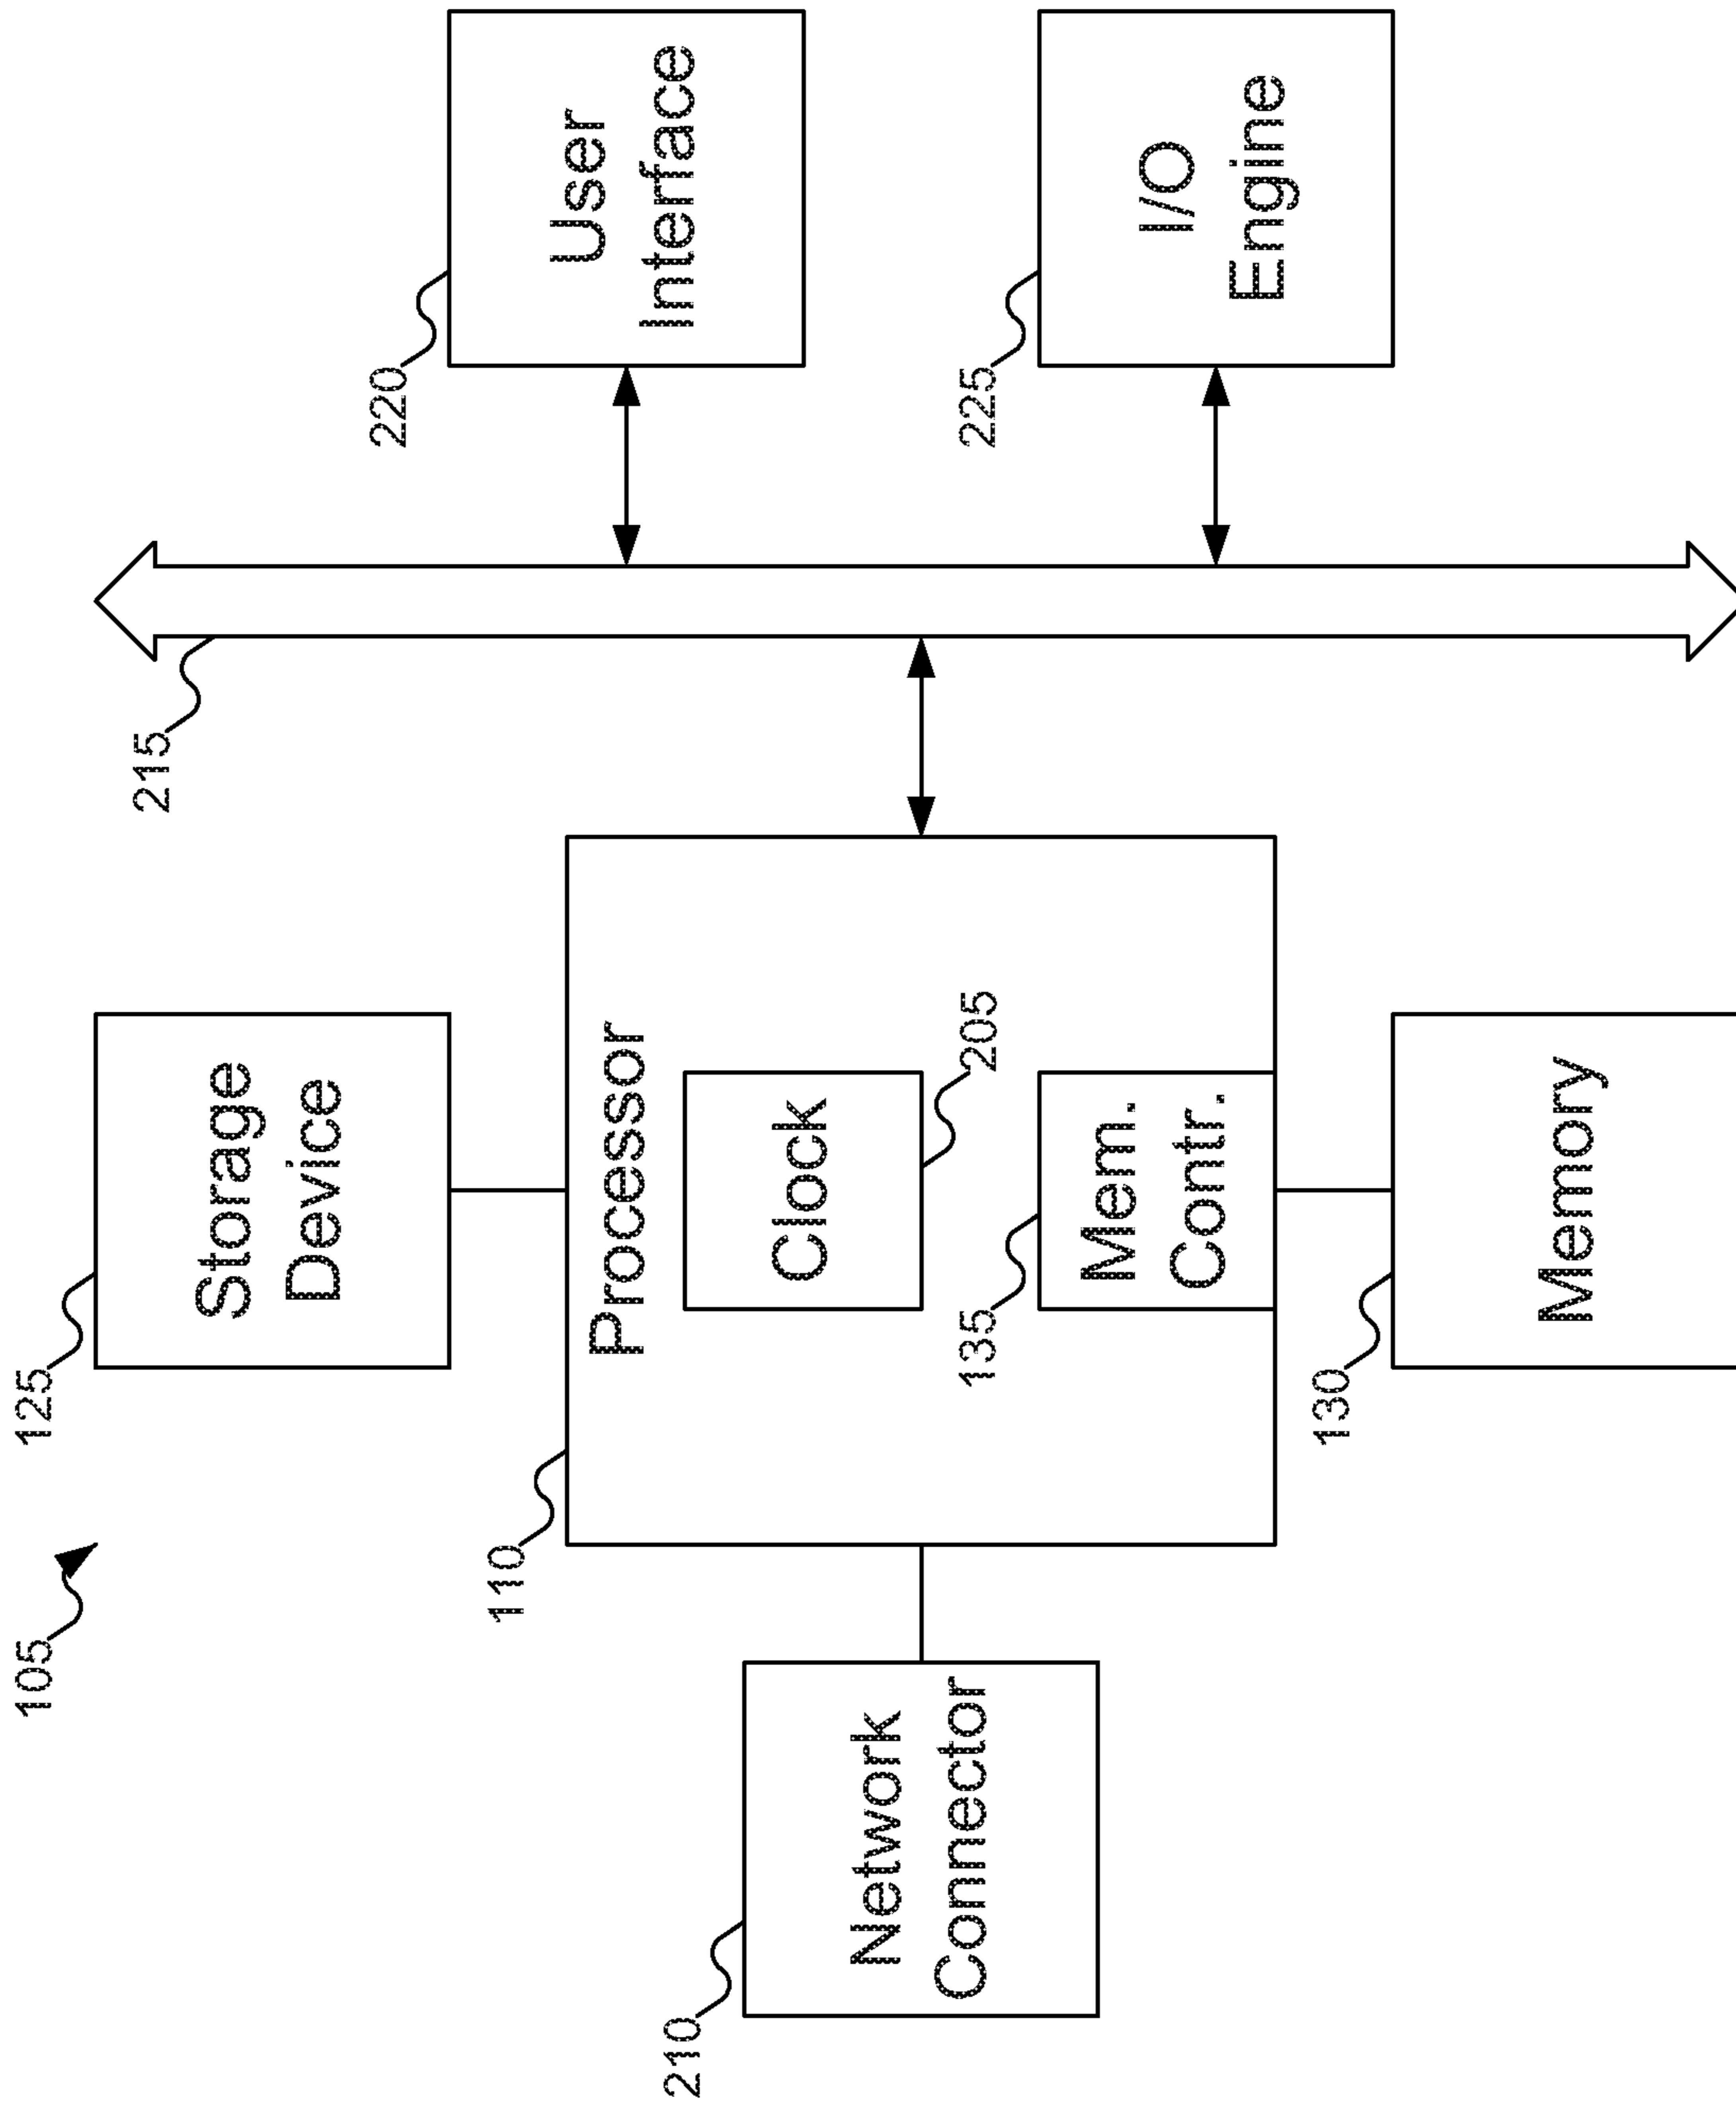 105
125
Storage
Device
110
Processor
210
Network
Connector
Clock
205
135
Mem.
Contr.
130
Memory
215
220
User
Interface
225
I/O
Engine